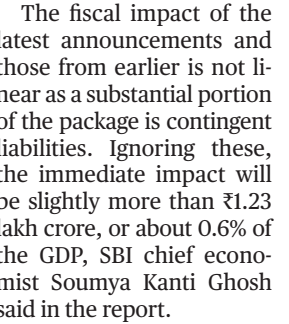 The fiscal impact of the
latest announcements and
those from earlier is not li-
near as a substantial portion
of the package is contingent
liabilities. Ignoring these,
the immediate impact will
be slightly more than ₹1.23
lakh crore, or about 0.6% of
the GDP, SBI chief econo-
mist Soumya Kanti Ghosh
said in the report.